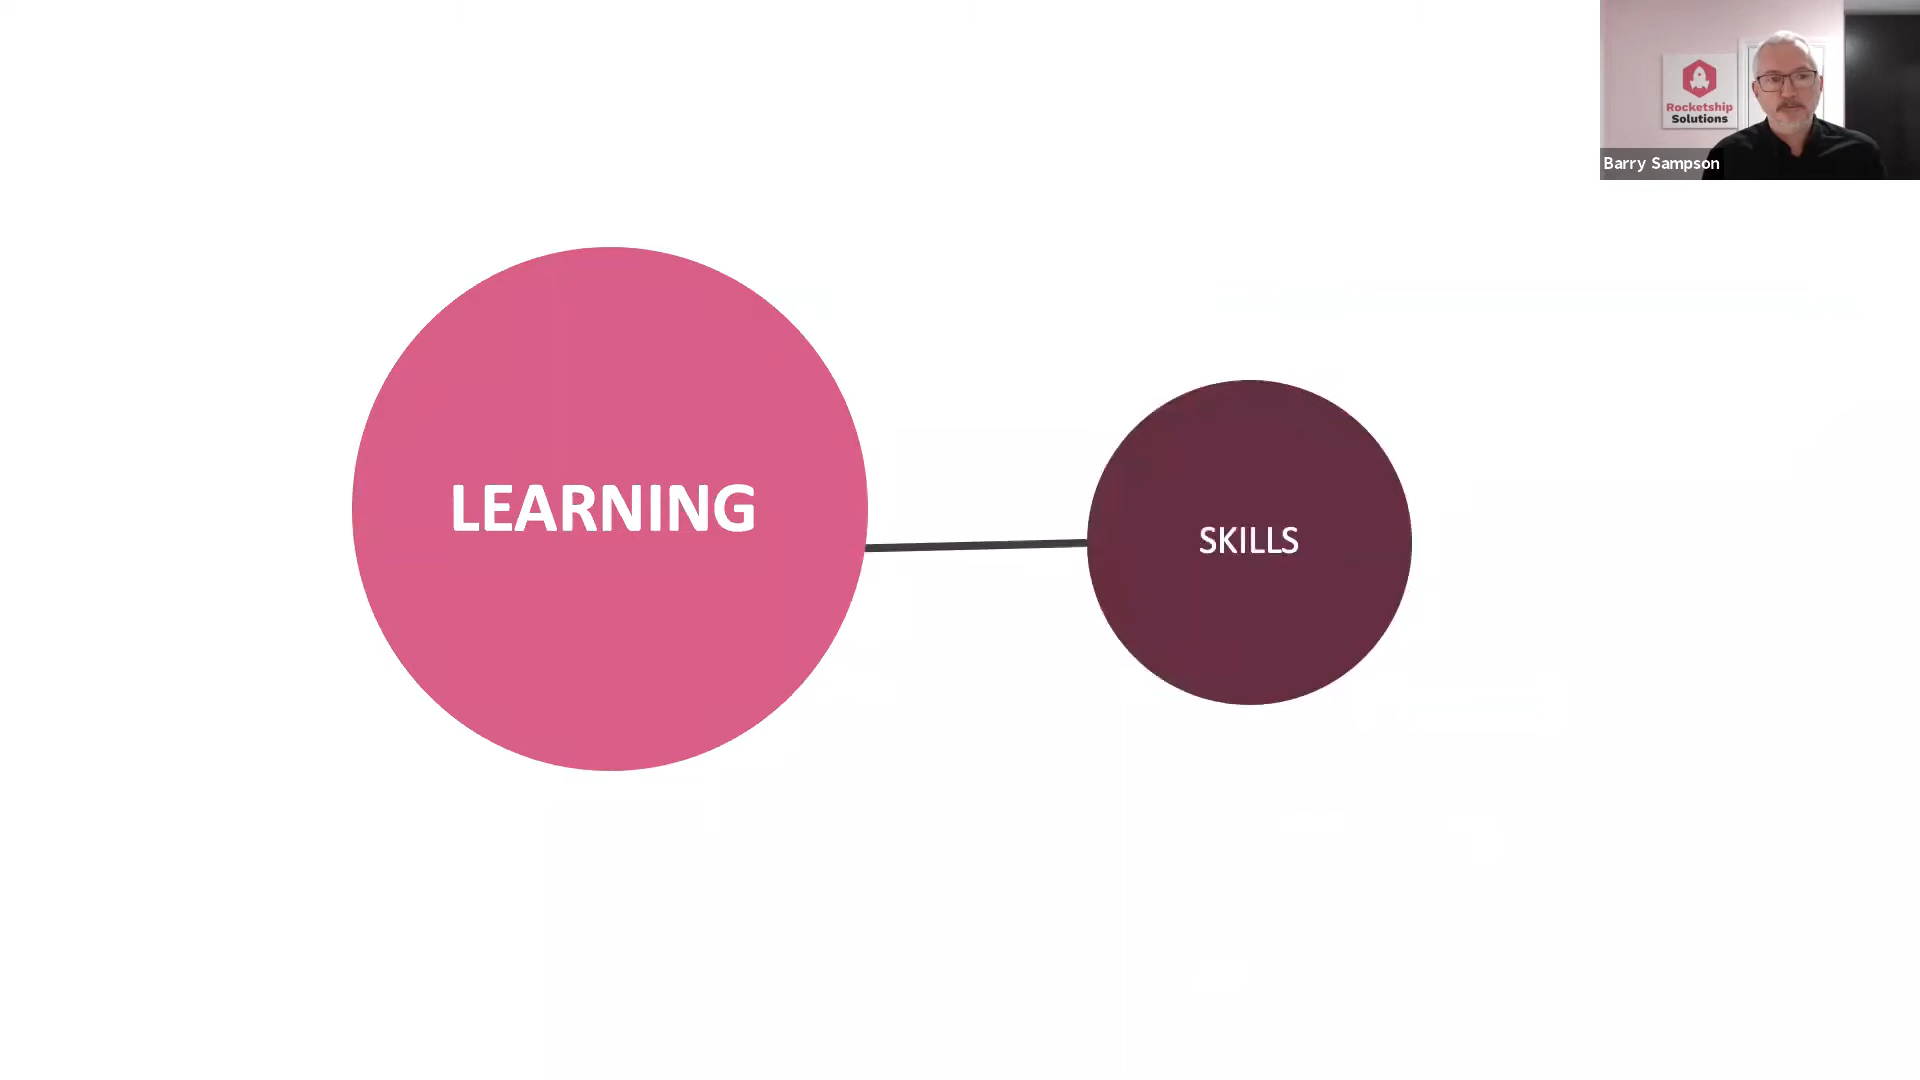 Rocketship
Solutions
Barry Sampson
LEARNING
SKILLS